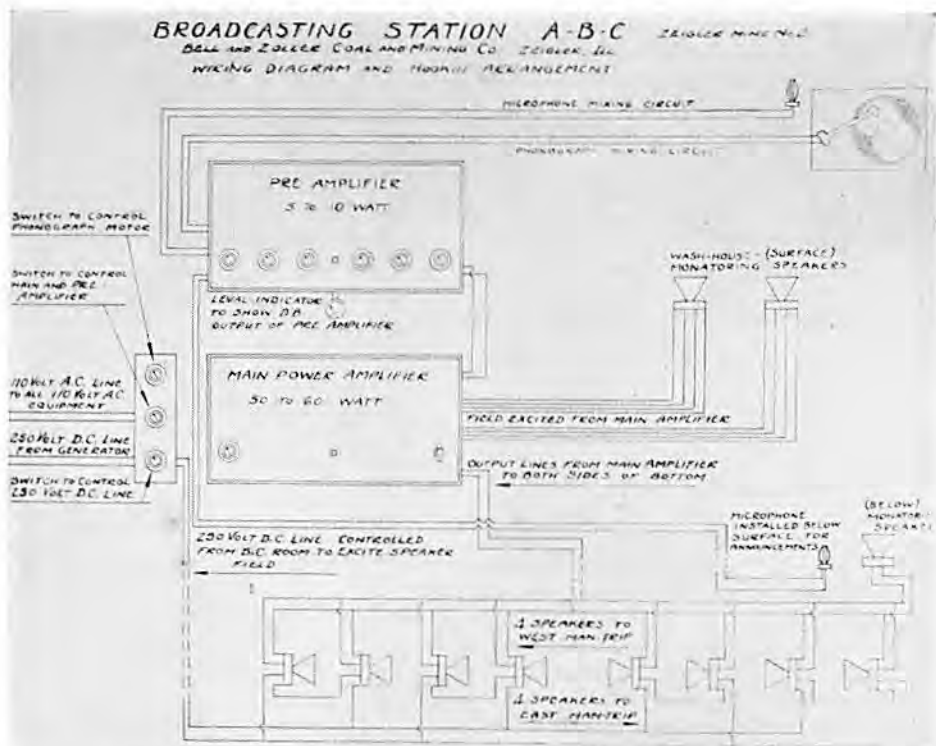 BROADCASTING STATION A-B-C ZEIGLER MINE No. 2
BELL AND ZOLLER COAL AND MINING CO. ZEIGLER, ILL
WIRING DIAGRAM AND HOOKUP ARRANGEMENT
MICROPHONE MIXING CIRCUIT
PHONOGRAPH MIXING CIRCUIT
PRE AMPLIFIER
5 TO 10 WATT
SWITCH TO CONTROL
PHONOGRAPH MOTOR
SWITCH TO CONTROL
MAIN AND PRE
AMPLIFIER
LEVAL INDICATOR
TO SHOW D.B.
OUTPUT OF PRE AMPLIFIER
WASH-HOUSE-(SURFACE)
MONATORING SPEAKERS
MAIN POWER AMPLIFIER
50 TO 60 WATT
110 VOLT A.C. LINE
TO ALL 110 VOLT A.C.
EQUIPMENT
250 VOLT D.C. LINE
FROM GENERATOR
SWITCH TO CONTROL
250 VOLT D.C. LINE
FIELD EXCITED FROM MAIN AMPLIFIER
OUTPUT LINES FROM MAIN AMPLIFIER
TO BOTH SIDES OF BOTTOM
250 VOLT D.C. LINE CONTROLLED
FROM B.C. ROOM TO EXCITE SPEAKER
FIELD
MICROPHONE
INSTALLED BELOW
SURFACE FOR
ANNOUNCEMENTS
(BELOW)
MONATOR
SPEAKER
4 SPEAKERS TO
WEST MAN-TRIP
4 SPEAKERS TO
EAST MAN-TRIP